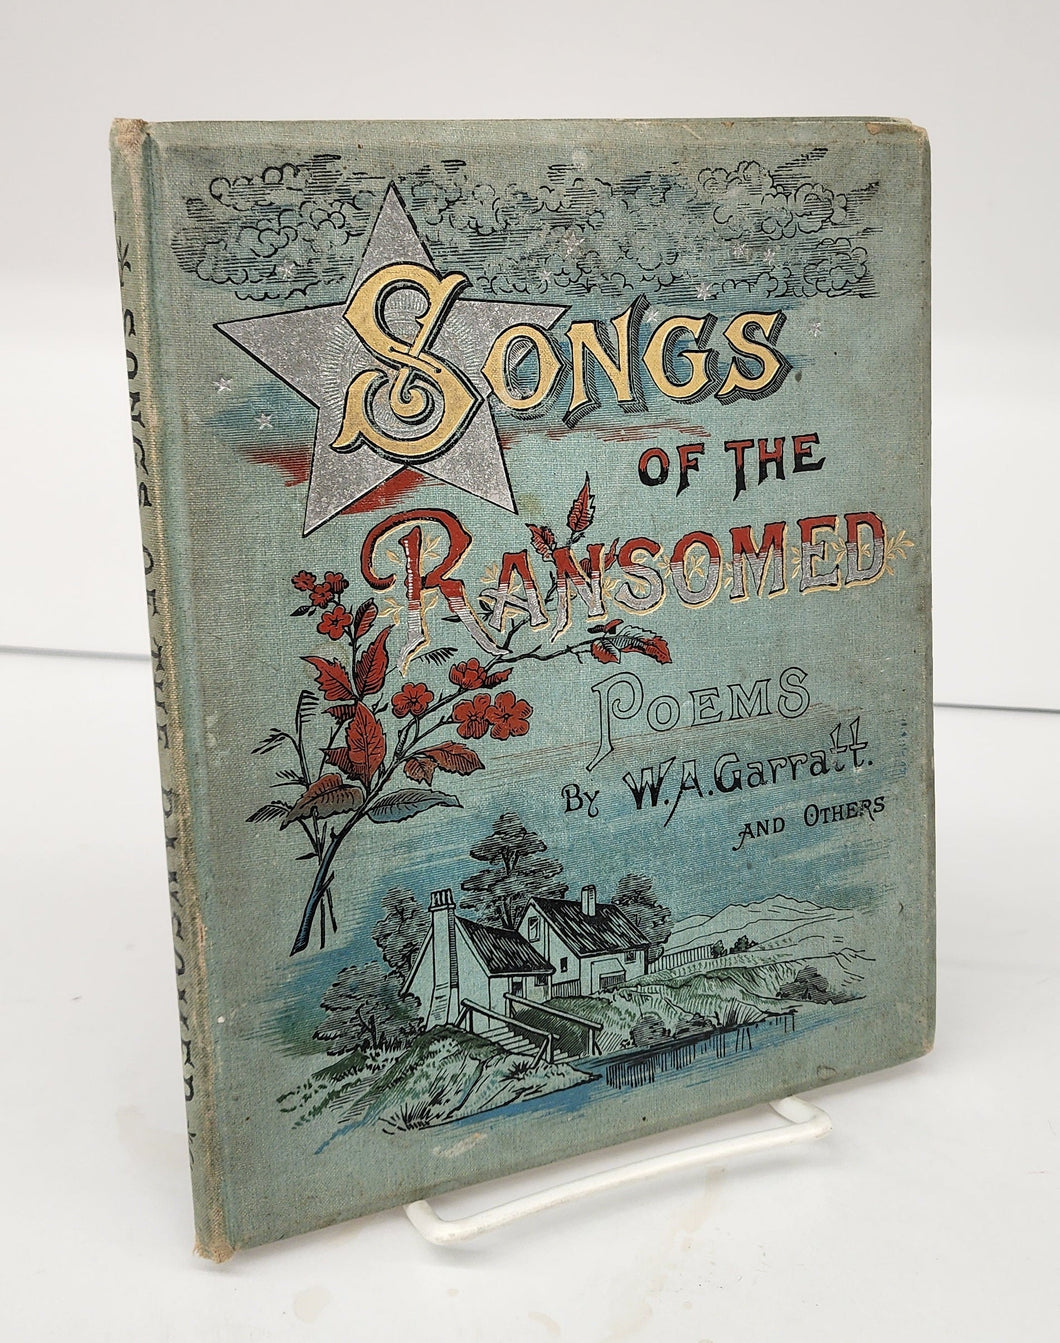 SONGS
OF THE
RANSOMED
POEMS
BY W.A. Garratt.
AND OTHERS
SONGS OF THE RANSOMED